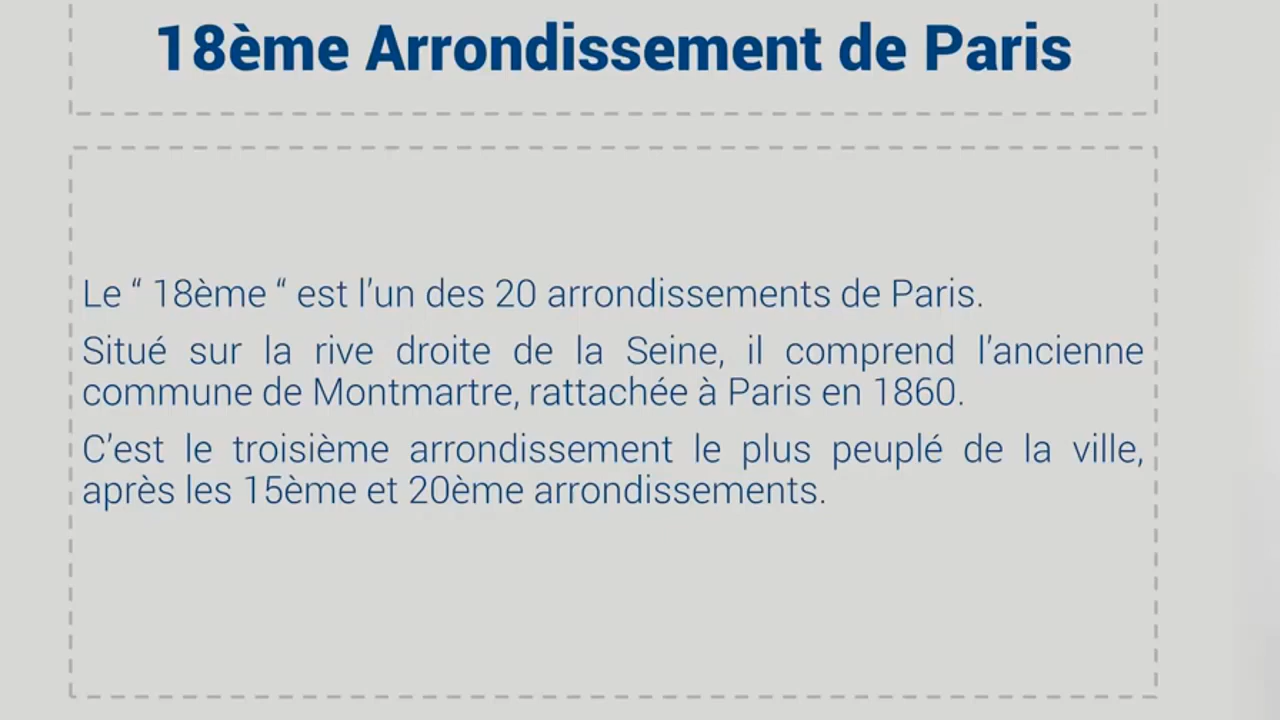 18ème Arrondissement de Paris
Le “ 18ème “ est l’un des 20 arrondissements de Paris.
Situé sur la rive droite de la Seine, il comprend l’ancienne
commune de Montmartre, rattachée à Paris en 1860.
C’est le troisième arrondissement le plus peuplé de la ville,
après les 15ème et 20ème arrondissements.